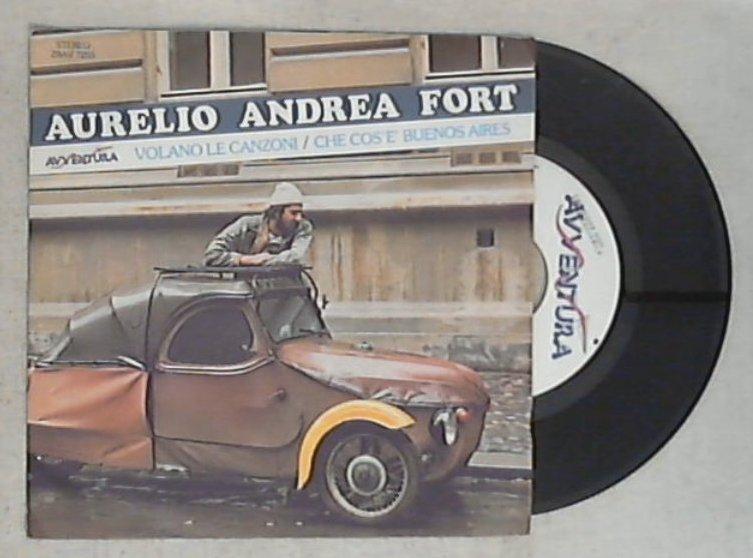 STEREO
AURELIO ANDREA FORT
AVVENTURA VOLANO LE CANZONI / CHE COS'E' BUENOS AIRES
AVVENTURA